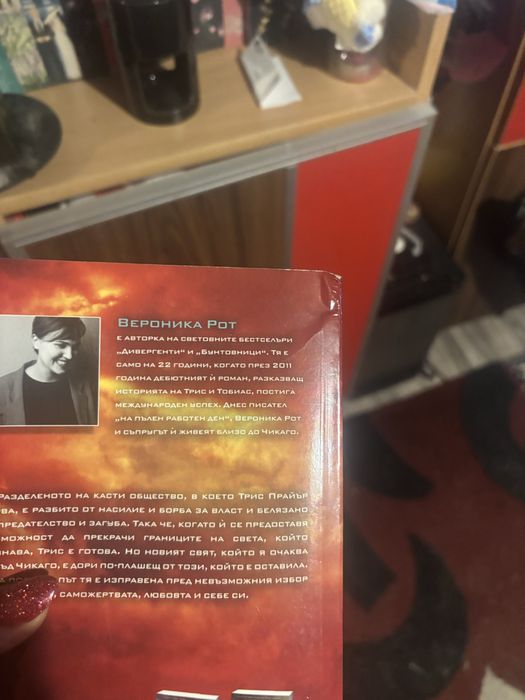 Вероника Рот
е авторка на световните бестселъри
„Дивергенти“ и „Бунтовници“. Тя е
само на 22 години, когато през 2011
година дебютният ѝ роман, разказващ
историята на Трис и Тобиас, постига
международен успех. Днес писател
„на пълен работен ден“, Вероника Рот
и съпругът ѝ живеят близо до Чикаго.
разделеното на касти общество, в което Трис Прайър
ва, е разбито от насилие и борба за власт и белязано
предателство и загуба. Така че, когато ѝ се предоставя
можност да прекрачи границите на света, който
нава, Трис е готова. Но новият свят, който я очаква
ъд Чикаго, е дори по-плашещ от този, който е оставила.
път тя е изправена пред невъзможния избор
саможертвата, любовта и себе си.